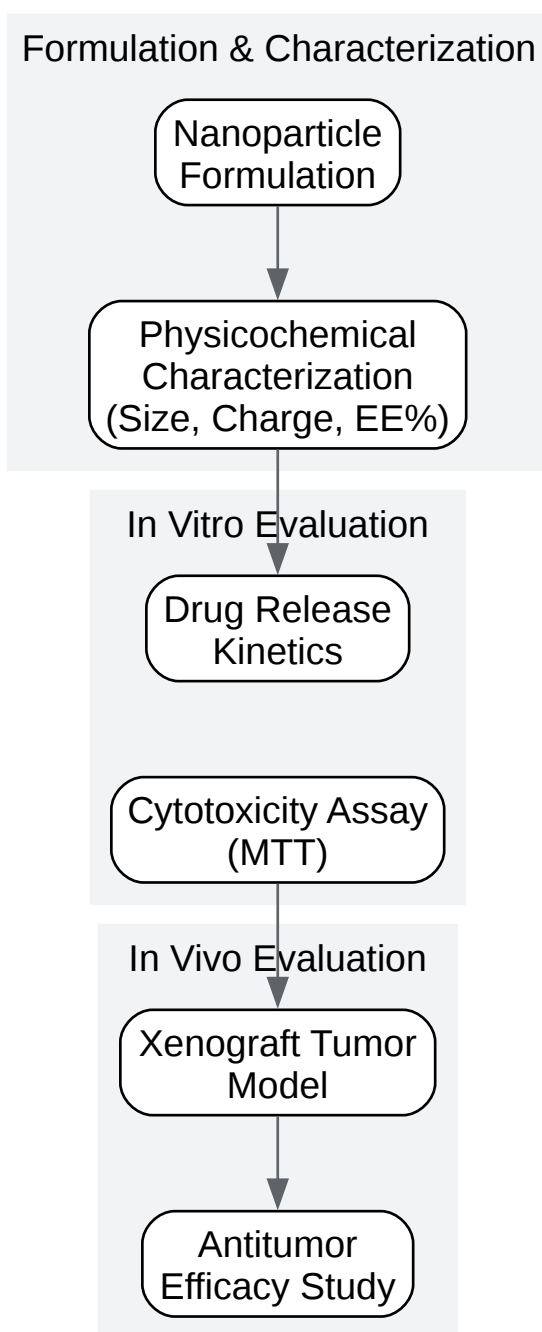 Formulation & Characterization
Nanoparticle
Formulation
Physicochemical
Characterization
(Size, Charge, EE%)
In Vitro Evaluation
Drug Release
Kinetics
Cytotoxicity Assay
(MTT)
In Vivo Evaluation
Xenograft Tumor
Model
Antitumor
Efficacy Study